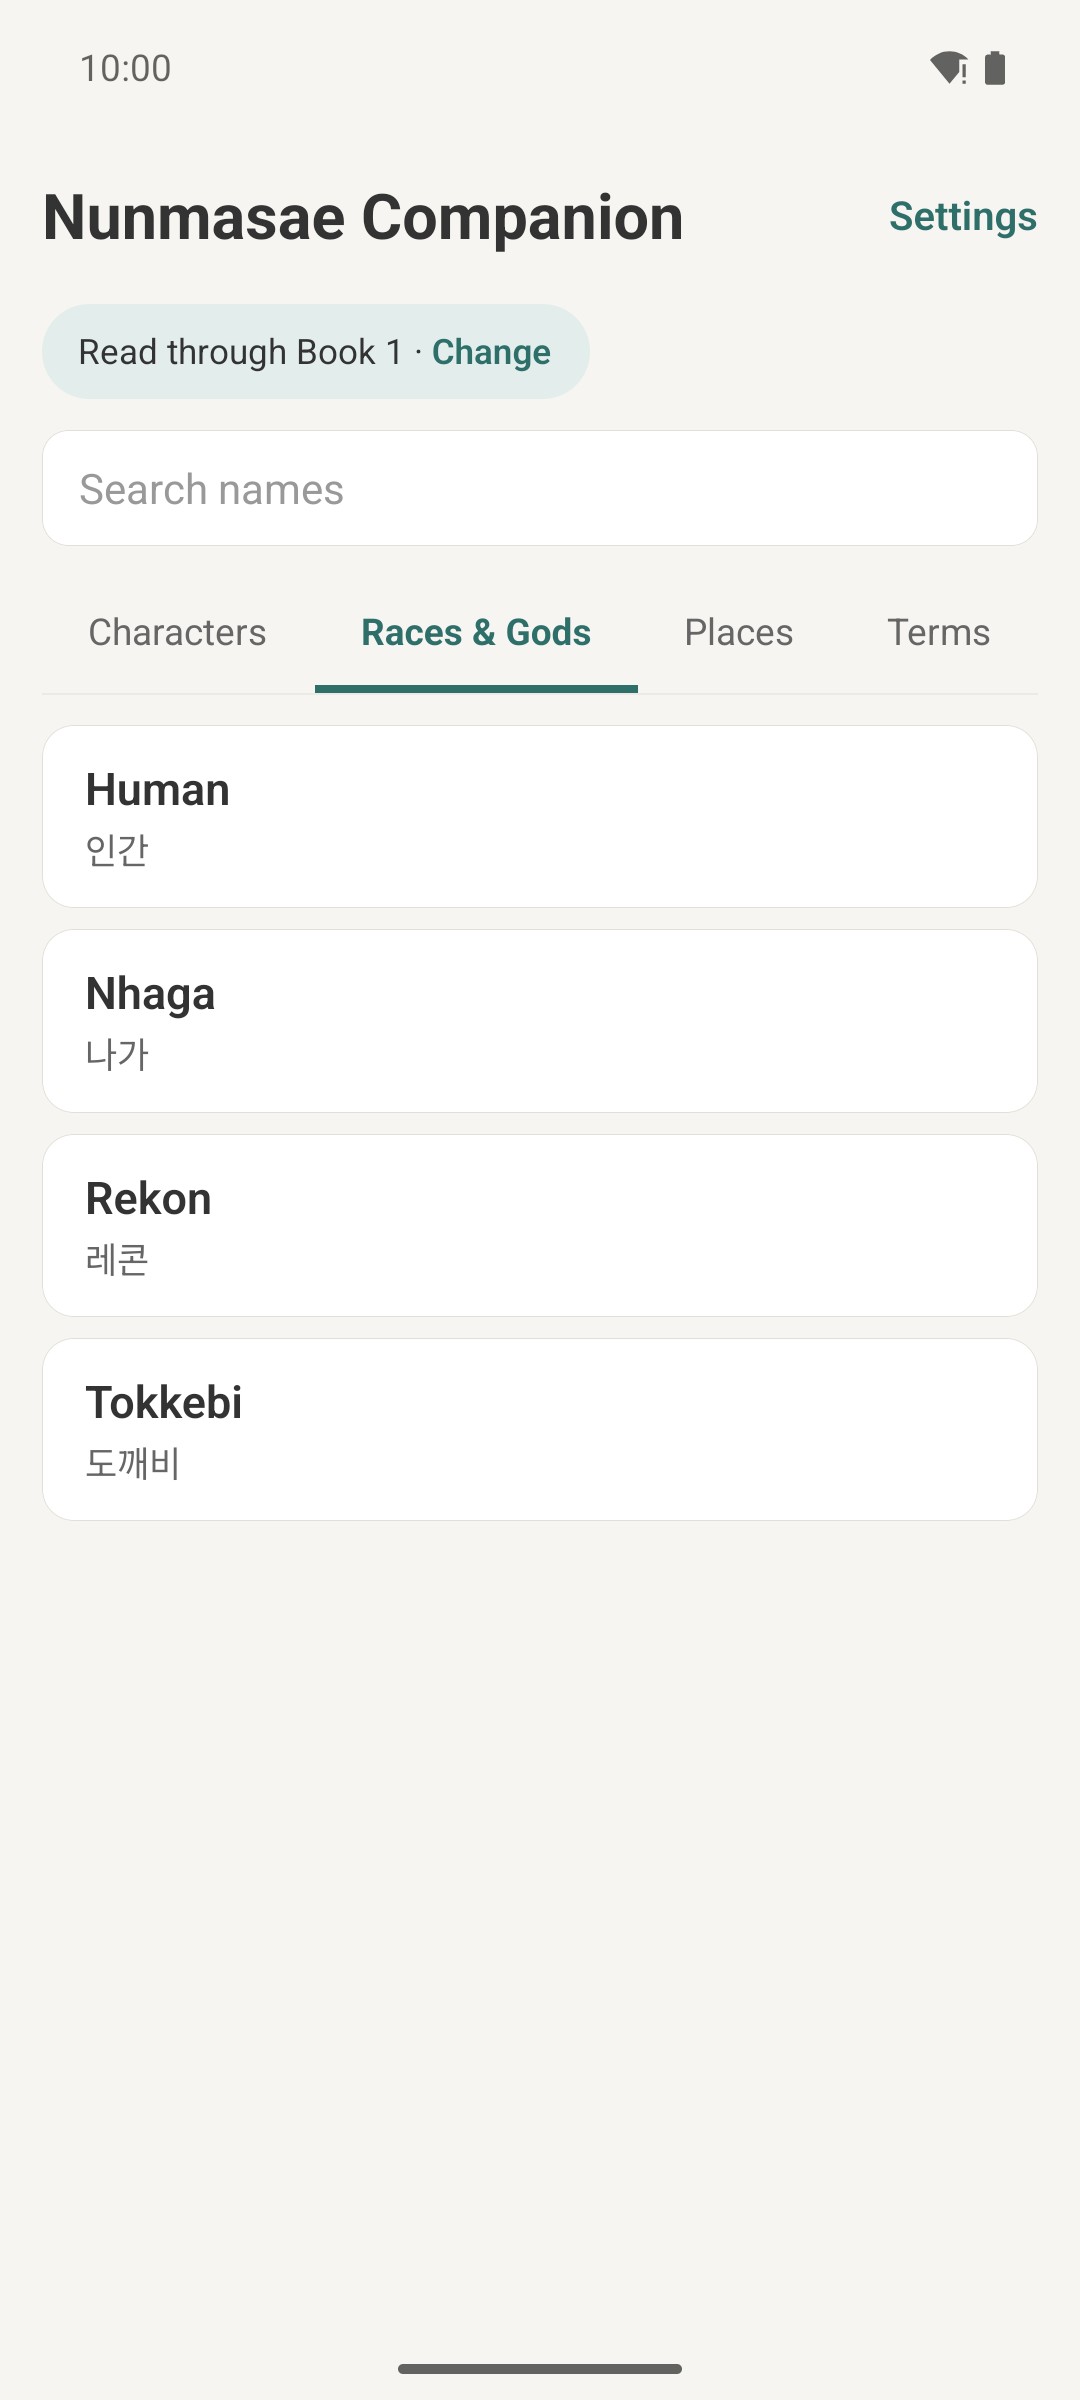 10:00
Nunmasae Companion
Settings
Read through Book 1 · Change
Search names
Characters
Races & Gods
Places
Terms
Human
인간
Nhaga
나가
Rekon
레콘
Tokkebi
도깨비